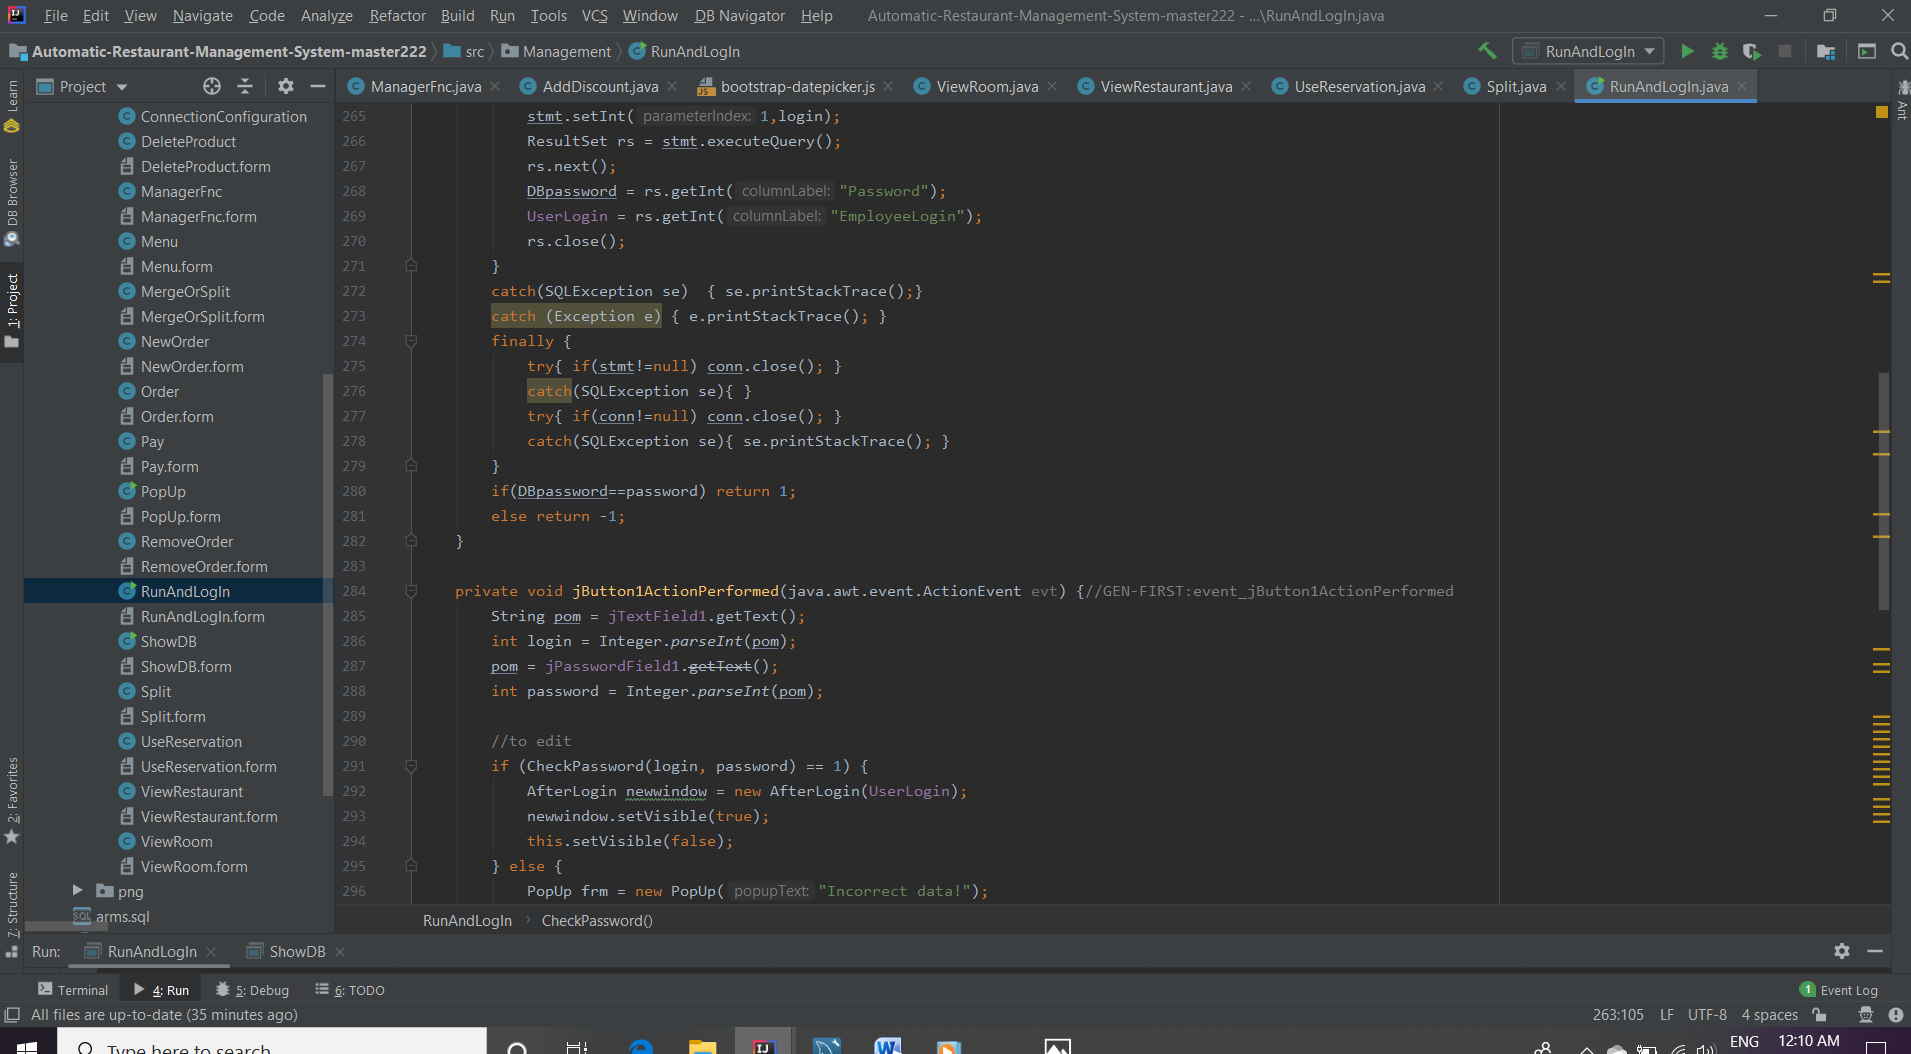 File Edit View Navigate Code Analyze Refactor Build Run Tools VCS Window DB Navigator Help Automatic-Restaurant-Management-System-master222 - ...\RunAndLogIn.java
Automatic-Restaurant-Management-System-master222 src Management RunAndLogIn RunAndLogIn
Project ManagerFnc.java AddDiscount.java bootstrap-datepicker.js ViewRoom.java ViewRestaurant.java UseReservation.java Split.java RunAndLogIn.java
Learn
DB Browser
1: Project
2: Favorites
7: Structure
Ant
ConnectionConfiguration
DeleteProduct
DeleteProduct.form
ManagerFnc
ManagerFnc.form
Menu
Menu.form
MergeOrSplit
MergeOrSplit.form
NewOrder
NewOrder.form
Order
Order.form
Pay
Pay.form
PopUp
PopUp.form
RemoveOrder
RemoveOrder.form
RunAndLogIn
RunAndLogIn.form
ShowDB
ShowDB.form
Split
Split.form
UseReservation
UseReservation.form
ViewRestaurant
ViewRestaurant.form
ViewRoom
ViewRoom.form
png
arms.sql
265 stmt.setInt( parameterIndex: 1,login);
266 ResultSet rs = stmt.executeQuery();
267 rs.next();
268 DBpassword = rs.getInt( columnLabel: "Password");
269 UserLogin = rs.getInt( columnLabel: "EmployeeLogin");
270 rs.close();
271 }
272 catch(SQLException se)  { se.printStackTrace();}
273 catch (Exception e) { e.printStackTrace(); }
274 finally {
275 try{ if(stmt!=null) conn.close(); }
276 catch(SQLException se){ }
277 try{ if(conn!=null) conn.close(); }
278 catch(SQLException se){ se.printStackTrace(); }
279 }
280 if(DBpassword==password) return 1;
281 else return -1;
282 }
283
284 private void jButton1ActionPerformed(java.awt.event.ActionEvent evt) {//GEN-FIRST:event_jButton1ActionPerformed
285 String pom = jTextField1.getText();
286 int login = Integer.parseInt(pom);
287 pom = jPasswordField1.getText();
288 int password = Integer.parseInt(pom);
289
290 //to edit
291 if (CheckPassword(login, password) == 1) {
292 AfterLogin newwindow = new AfterLogin(UserLogin);
293 newwindow.setVisible(true);
294 this.setVisible(false);
295 } else {
296 PopUp frm = new PopUp( popupText: "Incorrect data!");
RunAndLogIn CheckPassword()
Run: RunAndLogIn ShowDB
Terminal 4: Run 5: Debug 6: TODO 1 Event Log
All files are up-to-date (35 minutes ago) 263:105 LF UTF-8 4 spaces
Type here to search ENG 12:10 AM